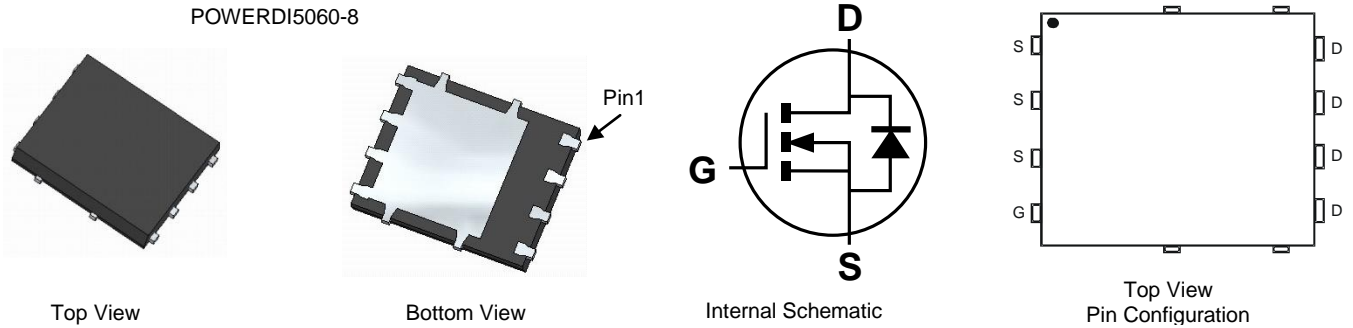 POWERDI5060-8
Pin1
D
G
S
S
S
S
G
D
D
D
D
Top View
Bottom View
Internal Schematic
Top View
Pin Configuration